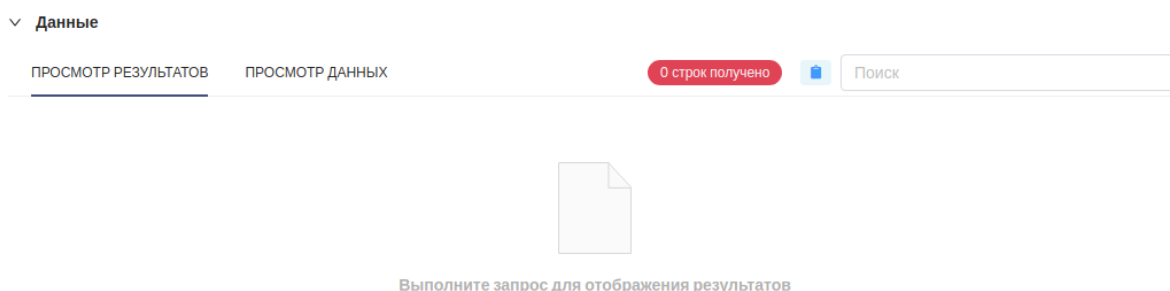 Данные
ПРОСМОТР РЕЗУЛЬТАТОВ ПРОСМОТР ДАННЫХ 0 строк получено Поиск
Выполните запрос для отображения результатов